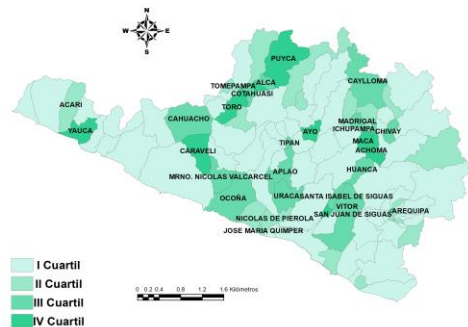 N
W E
S
PUYCA
ALCA
TOMEPAMPA
COTAHUASI
CAYLLOMA
ACARI
TORO
CAHUACHO
MADRIGAL
YAUCA
AYO
ICHUPAMPA
CHIVAY
TIPAN
MACA
CARAVELI
ACHOMA
APLAO
HUANCA
MRNO. NICOLAS VALCARCEL
OCOÑA
URACA
SANTA ISABEL DE SIGUAS
VITOR
AREQUIPA
NICOLAS DE PIEROLA
SAN JUAN DE SIGUAS
JOSE MARIA QUIMPER
I Cuartil
II Cuartil
III Cuartil
IV Cuartil
0 0.2 0.4 0.8 1.2 1.6 Kilómetros